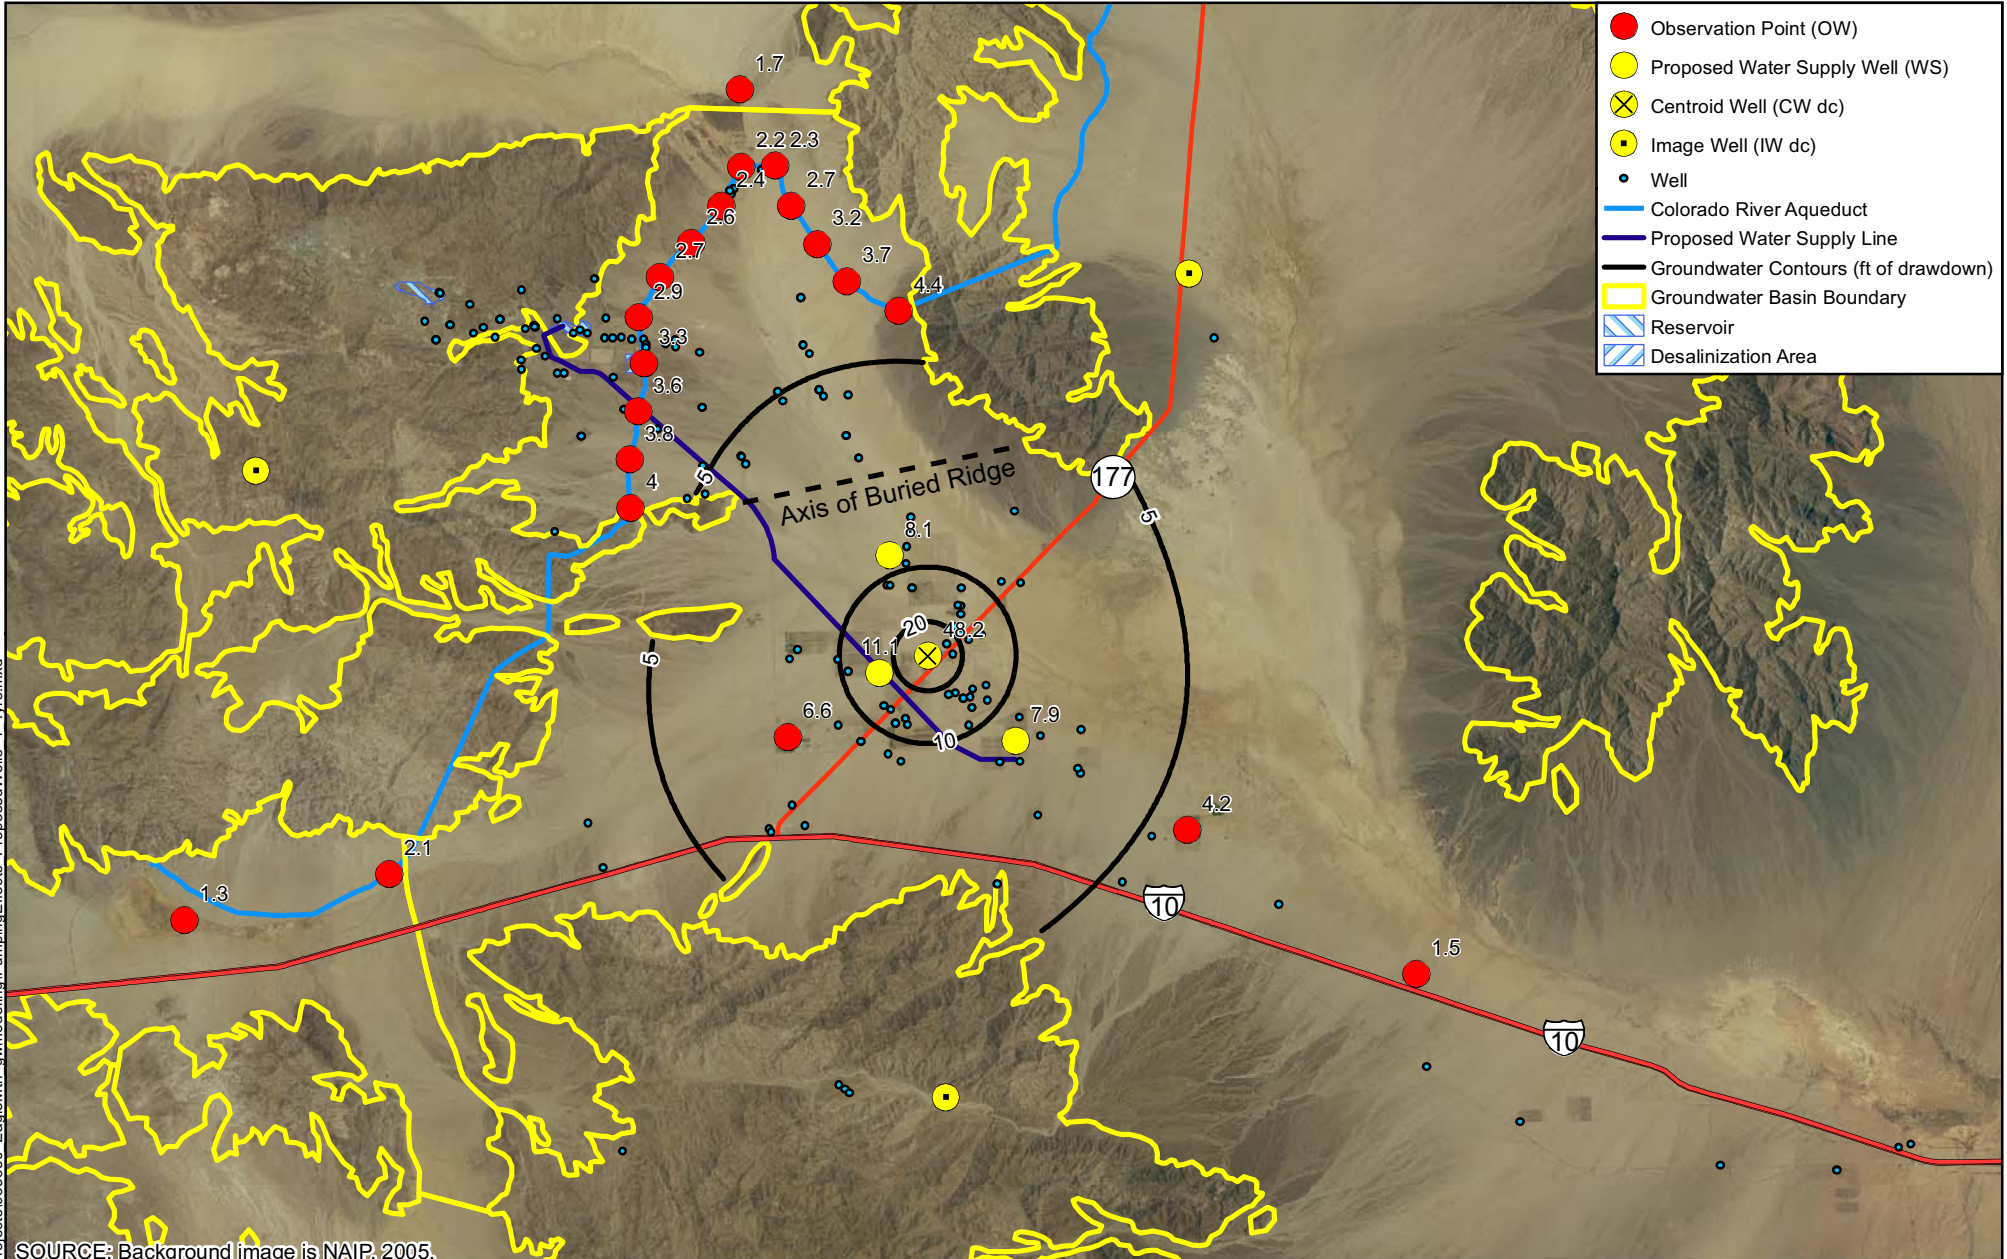 Observation Point (OW)
Proposed Water Supply Well (WS)
Centroid Well (CW dc)
Image Well (IW dc)
Well
Colorado River Aqueduct
Proposed Water Supply Line
Groundwater Contours (ft of drawdown)
Groundwater Basin Boundary
Reservoir
Desalinization Area
1.7
2.2 2.3
2.4 2.7
2.6 3.2
2.7 3.7
2.9 4.4
3.3
3.6
3.8
4
5
177
Axis of Buried Ridge
5
8.1
20 48.2
11.1
5
6.6 7.9
10
4.2
2.1
1.3
10
1.5
10
SOURCE: Background image is NAIP, 2005.